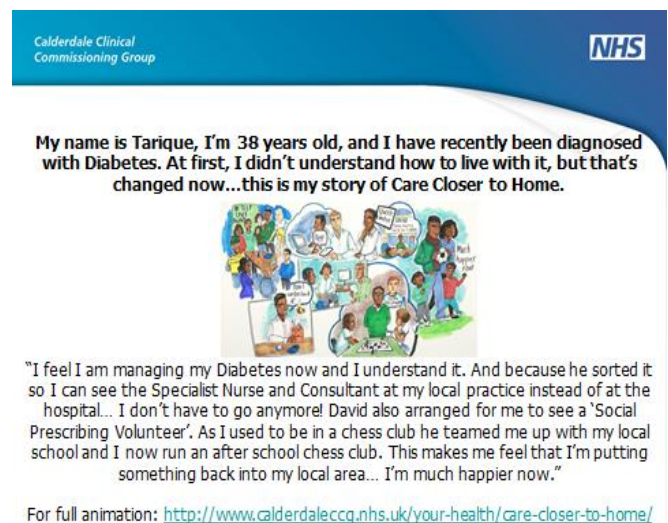 Calderdale Clinical
Commissioning Group
NHS
My name is Tarique, I'm 38 years old, and I have recently been diagnosed
with Diabetes. At first, I didn't understand how to live with it, but that's
changed now...this is my story of Care Closer to Home.
Much
happier
now!
"I feel I am managing my Diabetes now and I understand it. And because he sorted it
so I can see the Specialist Nurse and Consultant at my local practice instead of at the
hospital... I don't have to go anymore! David also arranged for me to see a 'Social
Prescribing Volunteer'. As I used to be in a chess club he teamed me up with my local
school and I now run an after school chess club. This makes me feel that I'm putting
something back into my local area... I'm much happier now."
For full animation: http://www.calderdaleccg.nhs.uk/your-health/care-closer-to-home/